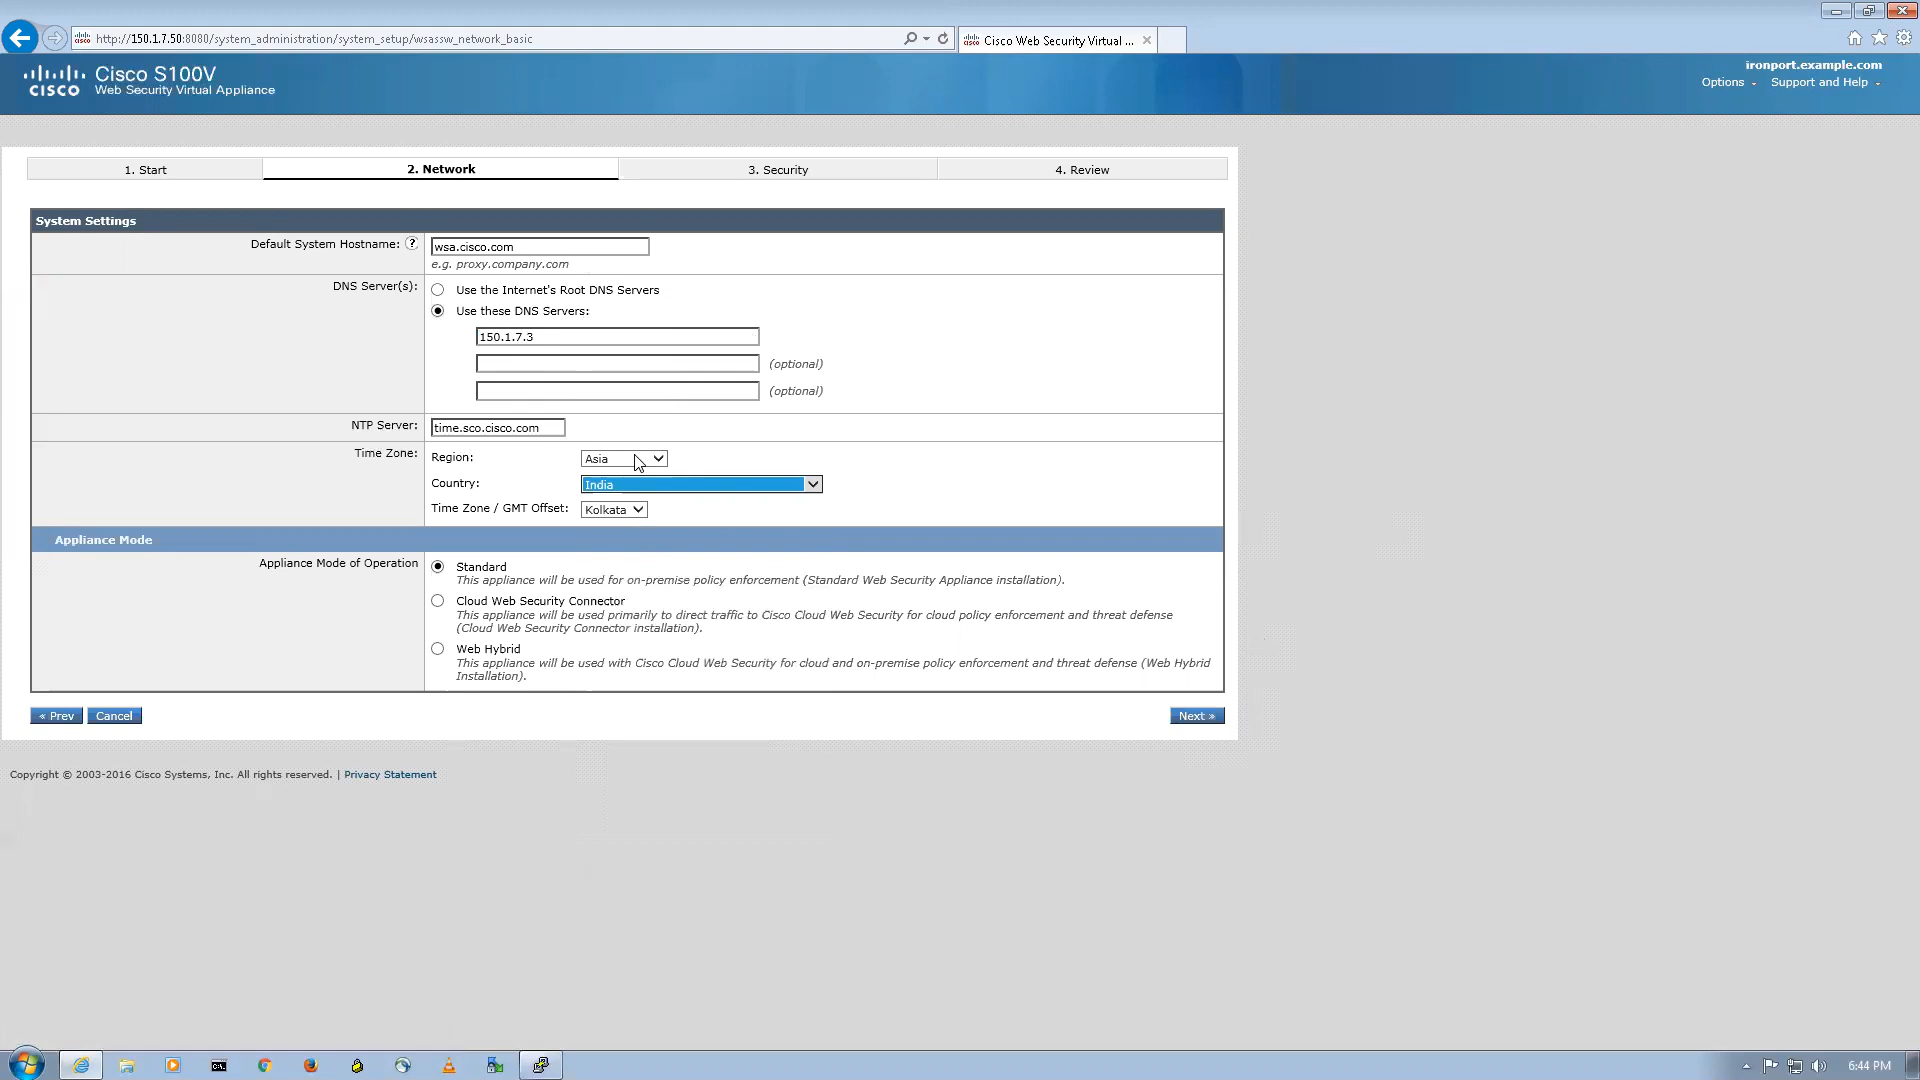 http://150.1.7.50:8080/system_administration/system_setup/wsassw_network_basic
Cisco Web Security Virtual ...
CISCO
Cisco S100V
Web Security Virtual Appliance
ironport.example.com
Options
Support and Help
1. Start
2. Network
3. Security
4. Review
System Settings
Default System Hostname: ?
wsa.cisco.com
e.g. proxy.company.com
DNS Server(s):
Use the Internet's Root DNS Servers
Use these DNS Servers:
150.1.7.3
(optional)
(optional)
NTP Server:
time.sco.cisco.com
Time Zone:
Region:
Asia
Country:
India
Time Zone / GMT Offset:
Kolkata
Appliance Mode
Appliance Mode of Operation
Standard
This appliance will be used for on-premise policy enforcement (Standard Web Security Appliance installation).
Cloud Web Security Connector
This appliance will be used primarily to direct traffic to Cisco Cloud Web Security for cloud policy enforcement and threat defense
(Cloud Web Security Connector installation).
Web Hybrid
This appliance will be used with Cisco Cloud Web Security for cloud and on-premise policy enforcement and threat defense (Web Hybrid
Installation).
« Prev
Cancel
Next »
Copyright © 2003-2016 Cisco Systems, Inc. All rights reserved. | Privacy Statement
6:44 PM